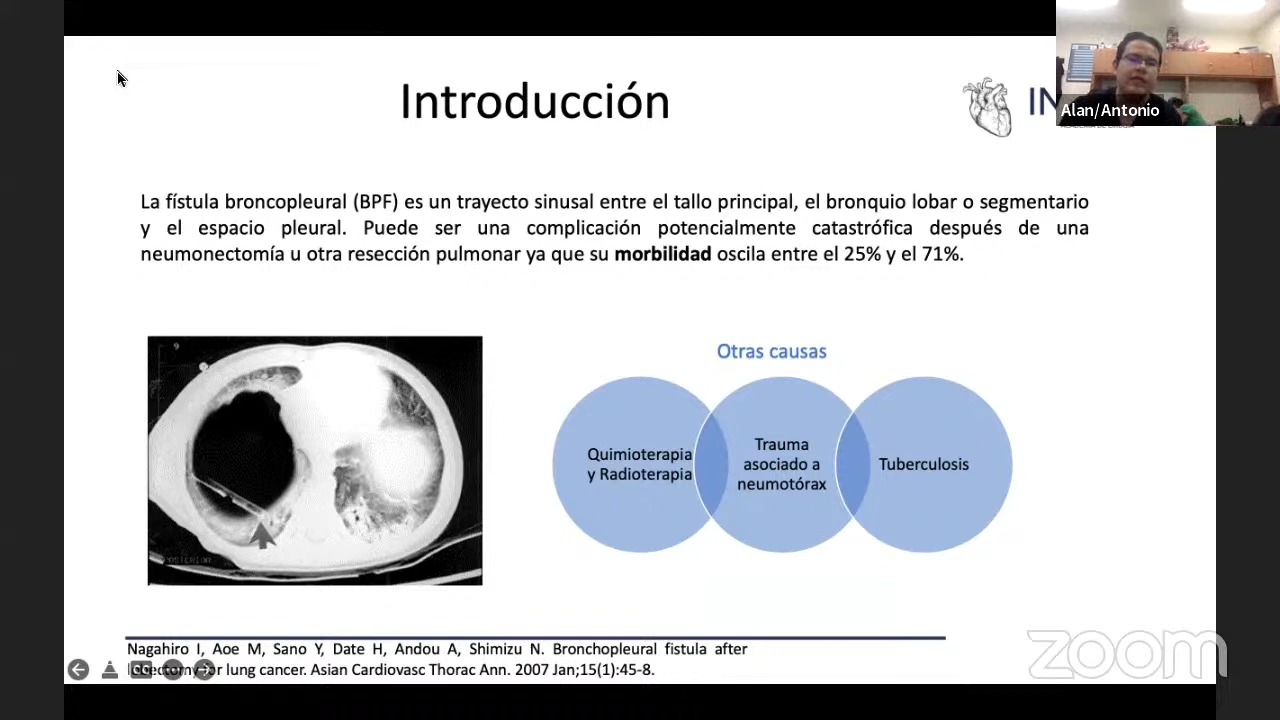 Introducción
IN
Alan/Antonio
La fístula broncopleural (BPF) es un trayecto sinusal entre el tallo principal, el bronquio lobar o segmentario
y el espacio pleural. Puede ser una complicación potencialmente catastrófica después de una
neumonectomía u otra resección pulmonar ya que su morbilidad oscila entre el 25% y el 71%.
Otras causas
Quimioterapia
y Radioterapia
Trauma
asociado a
neumotórax
Tuberculosis
Nagahiro I, Aoe M, Sano Y, Date H, Andou A, Shimizu N. Bronchopleural fistula after
lung cancer. Asian Cardiovasc Thorac Ann. 2007 Jan;15(1):45-8.
zoom